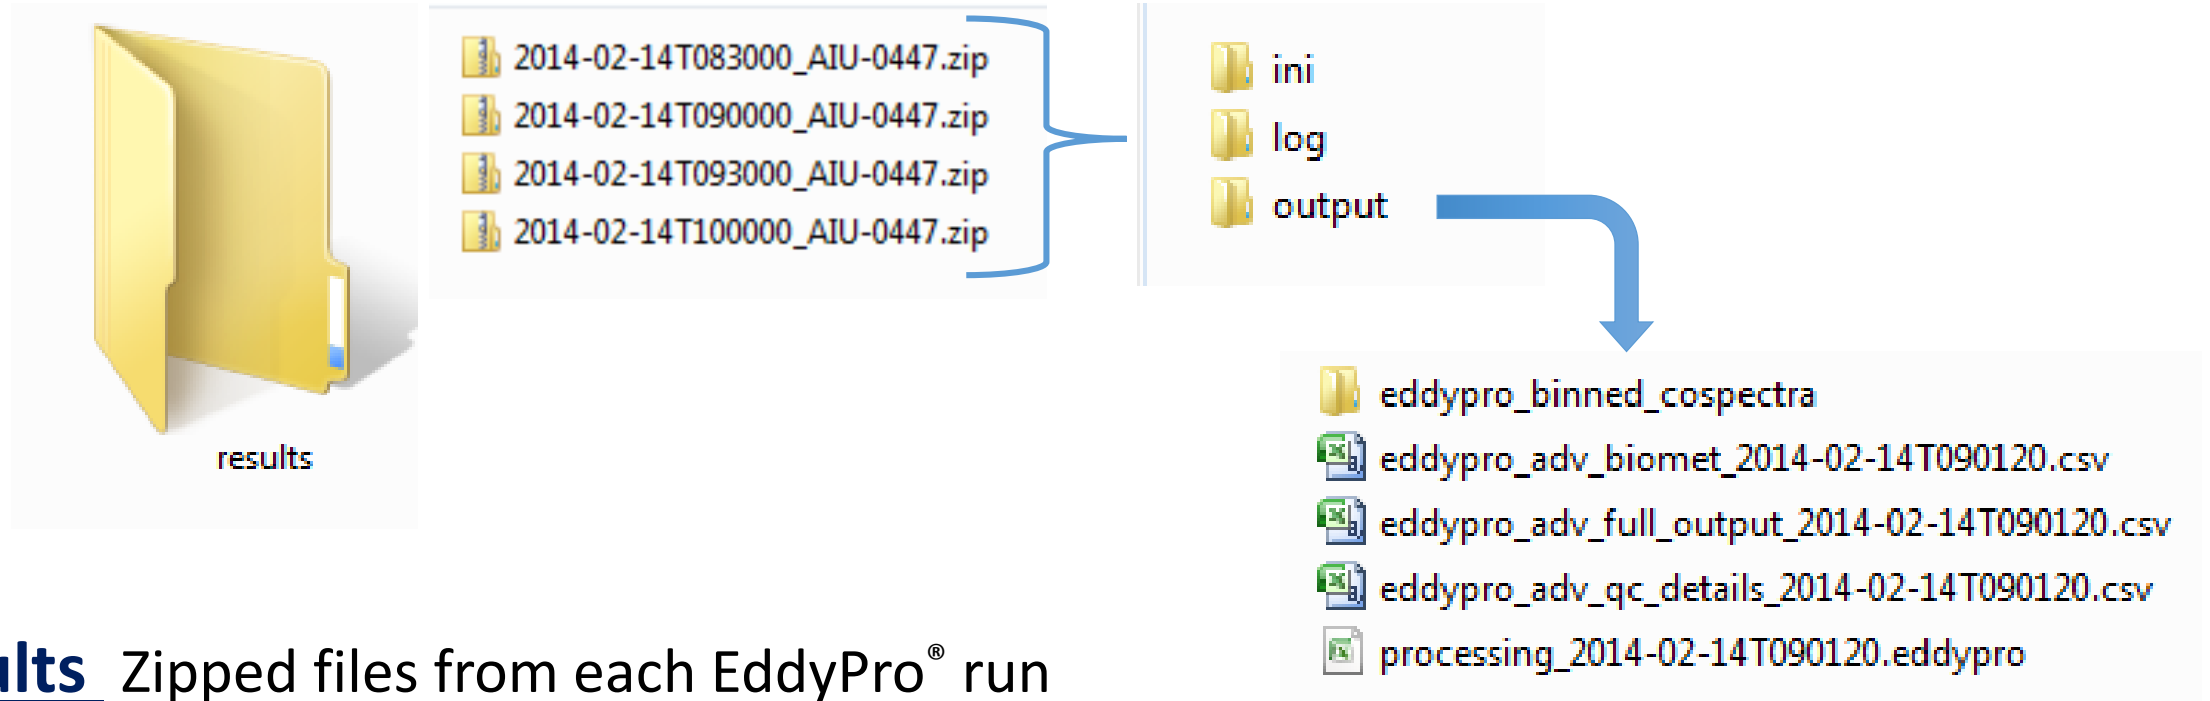 results
2014-02-14T083000_AIU-0447.zip
2014-02-14T090000_AIU-0447.zip
2014-02-14T093000_AIU-0447.zip
2014-02-14T100000_AIU-0447.zip
ini
log
output
eddypro_binned_cospectra
eddypro_adv_biomet_2014-02-14T090120.csv
eddypro_adv_full_output_2014-02-14T090120.csv
eddypro_adv_qc_details_2014-02-14T090120.csv
processing_2014-02-14T090120.eddypro
ults Zipped files from each EddyPro® run